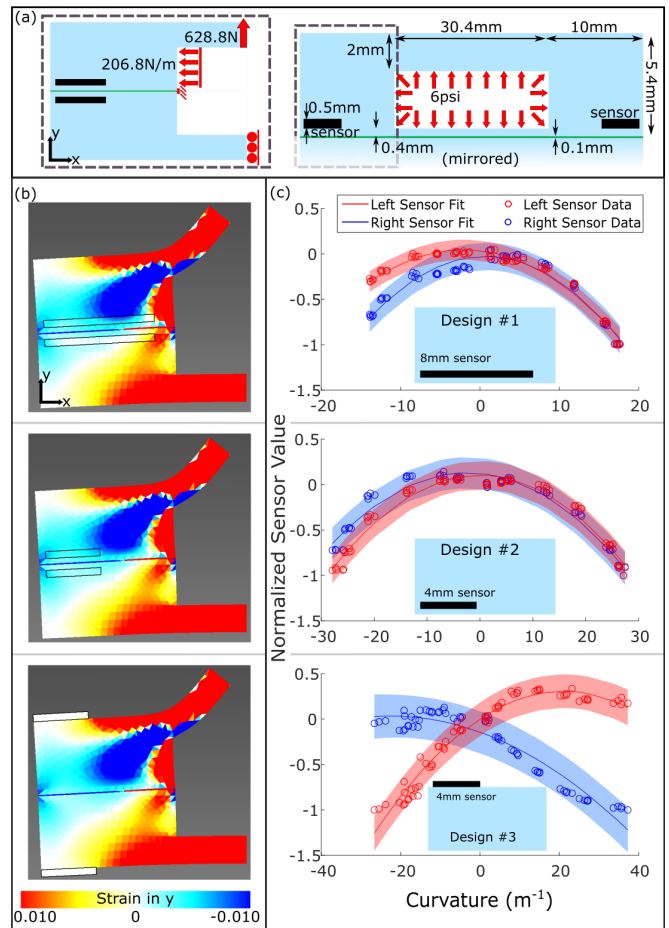 (a)
628.8N
206.8N/m
y
x
30.4mm
10mm
2mm
5.4mm
6psi
0.5mm
sensor
sensor
0.4mm
(mirrored)
0.1mm
(b)
y
x
Strain in y
0.010
0
-0.010
(c)
Left Sensor Fit
Left Sensor Data
Right Sensor Fit
Right Sensor Data
Normalized Sensor Value
0.5
0
-0.5
-1
-1.5
Design #1
8mm sensor
-20
-10
0
10
20
0.5
0
-0.5
-1
-1.5
Design #2
4mm sensor
-30
-20
-10
0
10
20
30
0.5
0
-0.5
-1
-1.5
4mm sensor
Design #3
-40
-20
0
20
40
Curvature (m⁻¹)